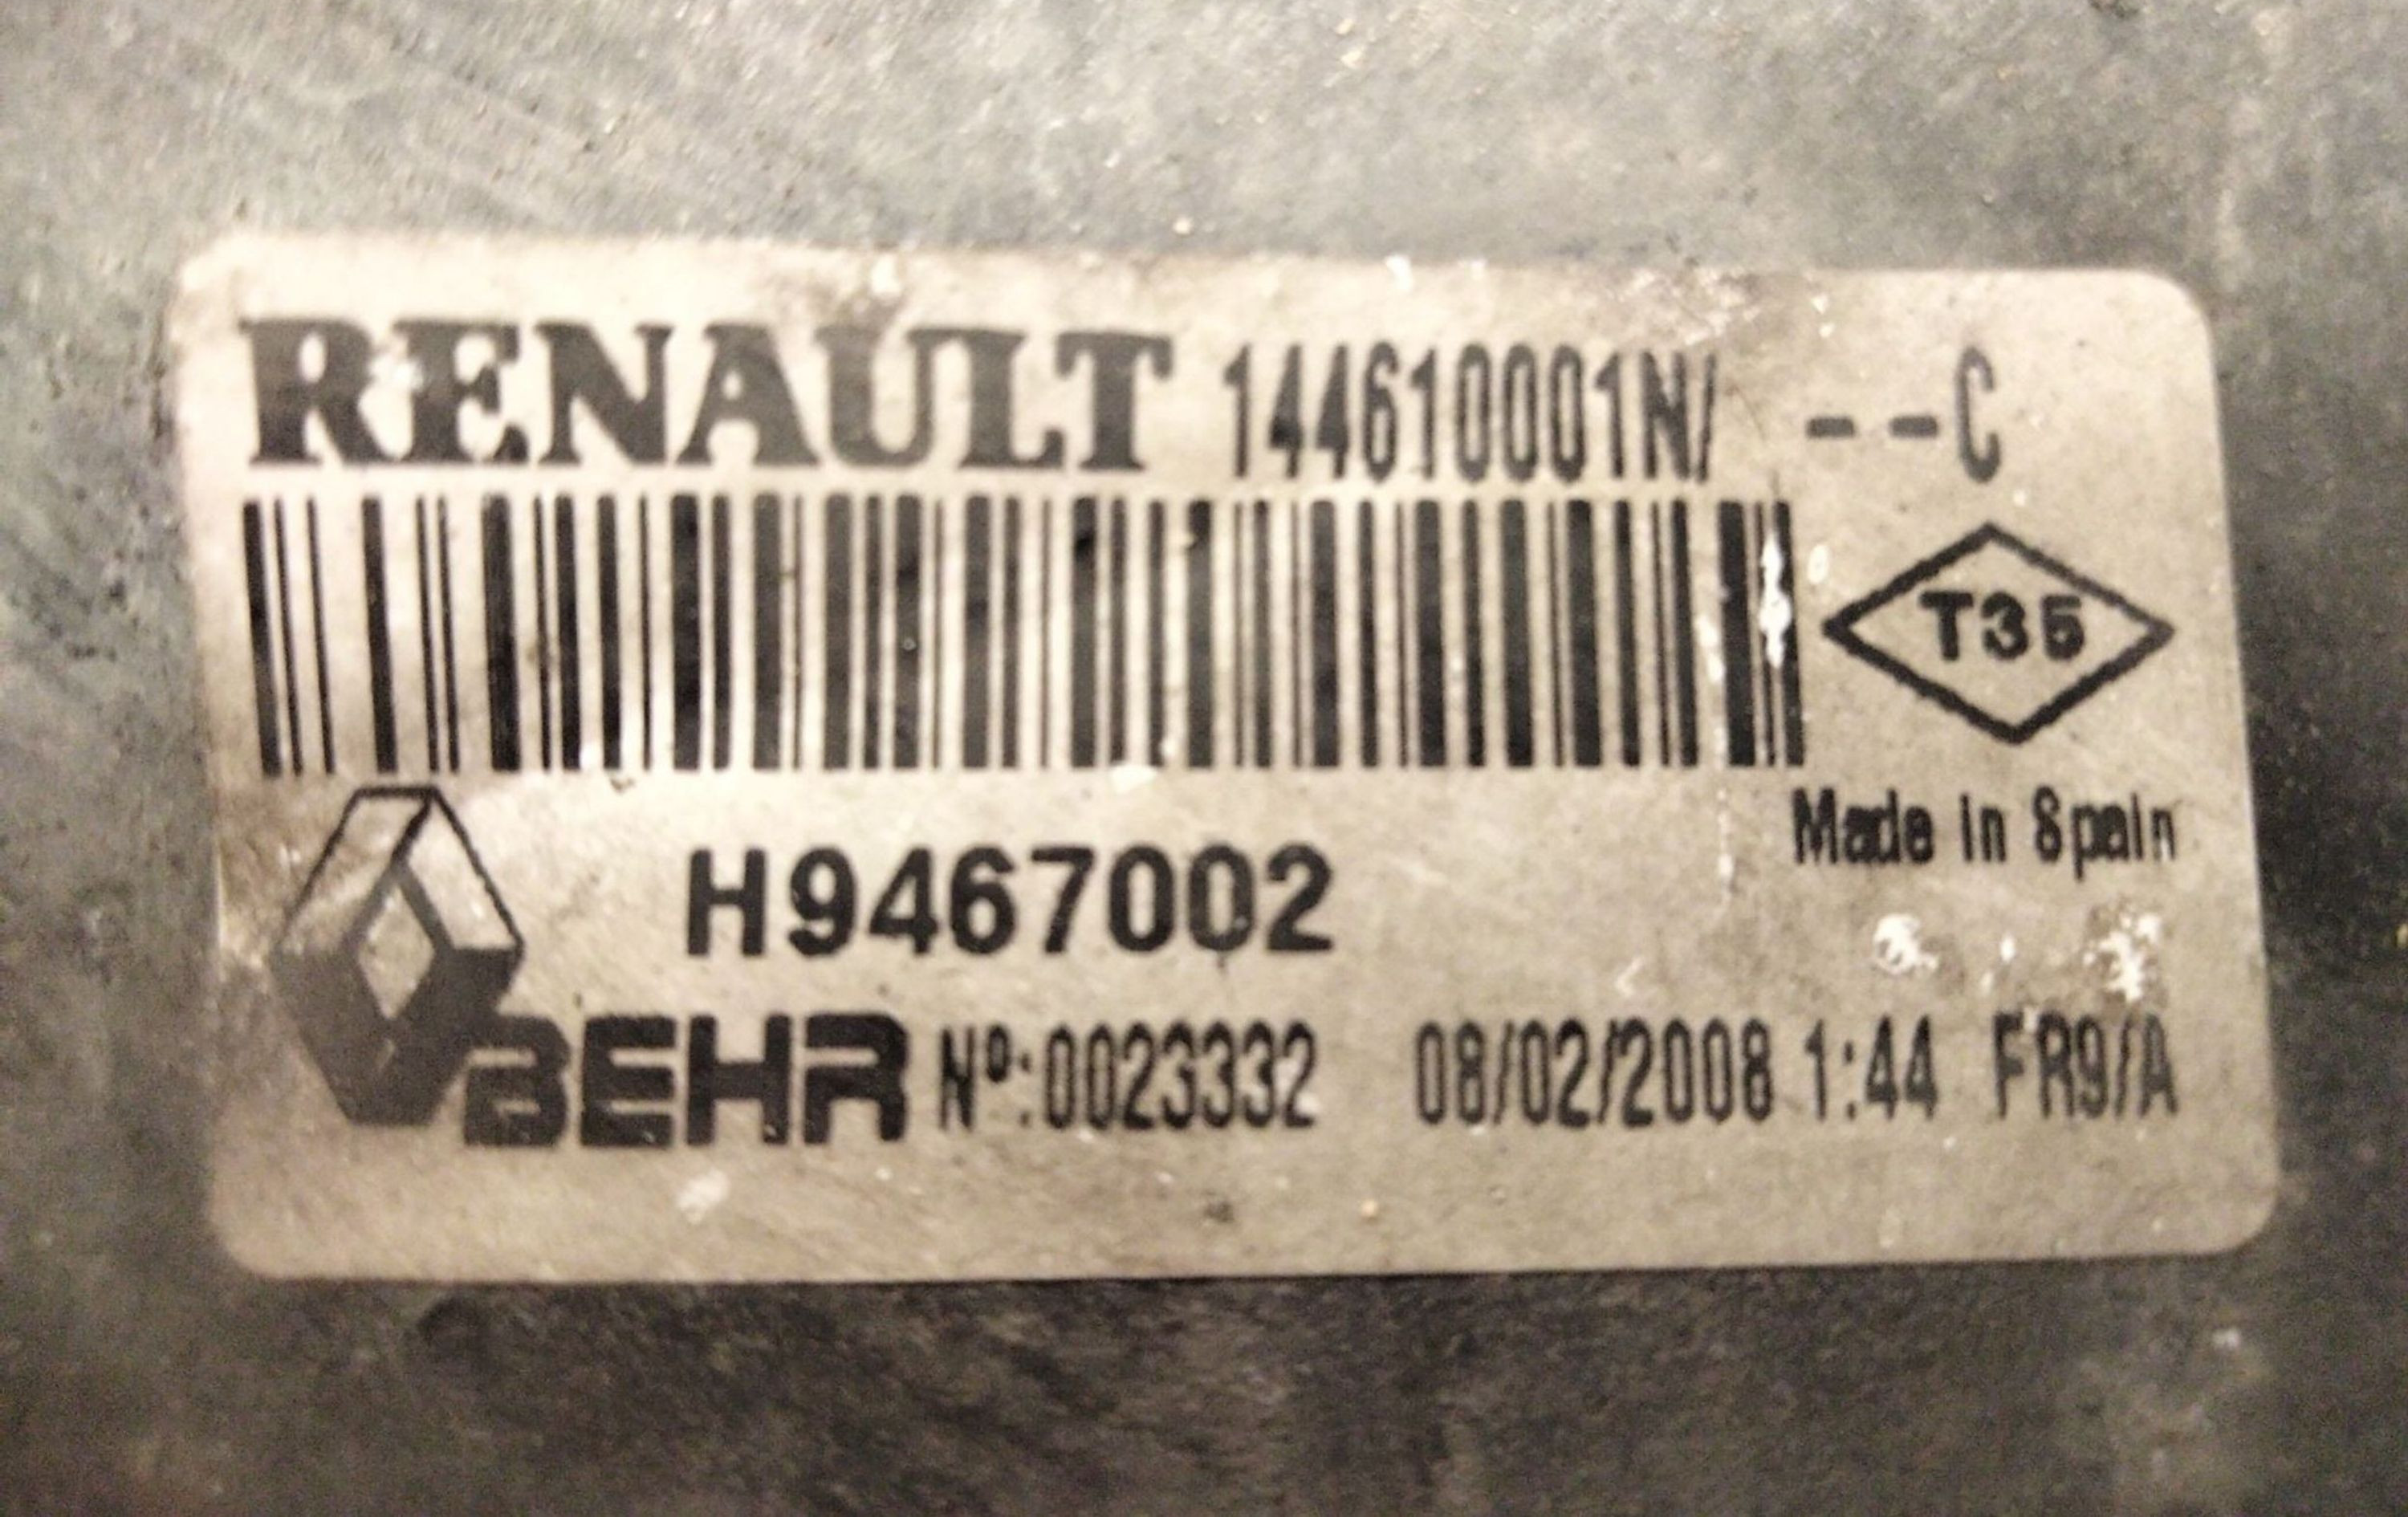 RENAULT 144610001N/ --C
T35
Made in Spain
H9467002
BEHR Nº:0023332 08/02/2008 1:44 FR9/A